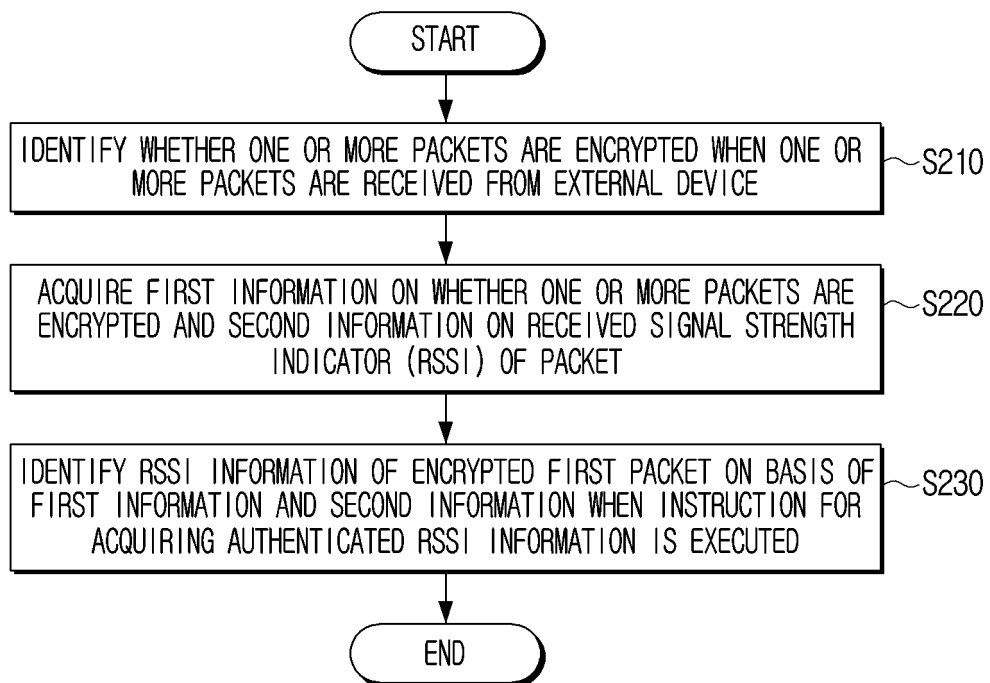 START
IDENTIFY WHETHER ONE OR MORE PACKETS ARE ENCRYPTED WHEN ONE OR
MORE PACKETS ARE RECEIVED FROM EXTERNAL DEVICE
S210
ACQUIRE FIRST INFORMATION ON WHETHER ONE OR MORE PACKETS ARE
ENCRYPTED AND SECOND INFORMATION ON RECEIVED SIGNAL STRENGTH
INDICATOR (RSSI) OF PACKET
S220
IDENTIFY RSSI INFORMATION OF ENCRYPTED FIRST PACKET ON BASIS OF
FIRST INFORMATION AND SECOND INFORMATION WHEN INSTRUCTION FOR
ACQUIRING AUTHENTICATED RSSI INFORMATION IS EXECUTED
S230
END